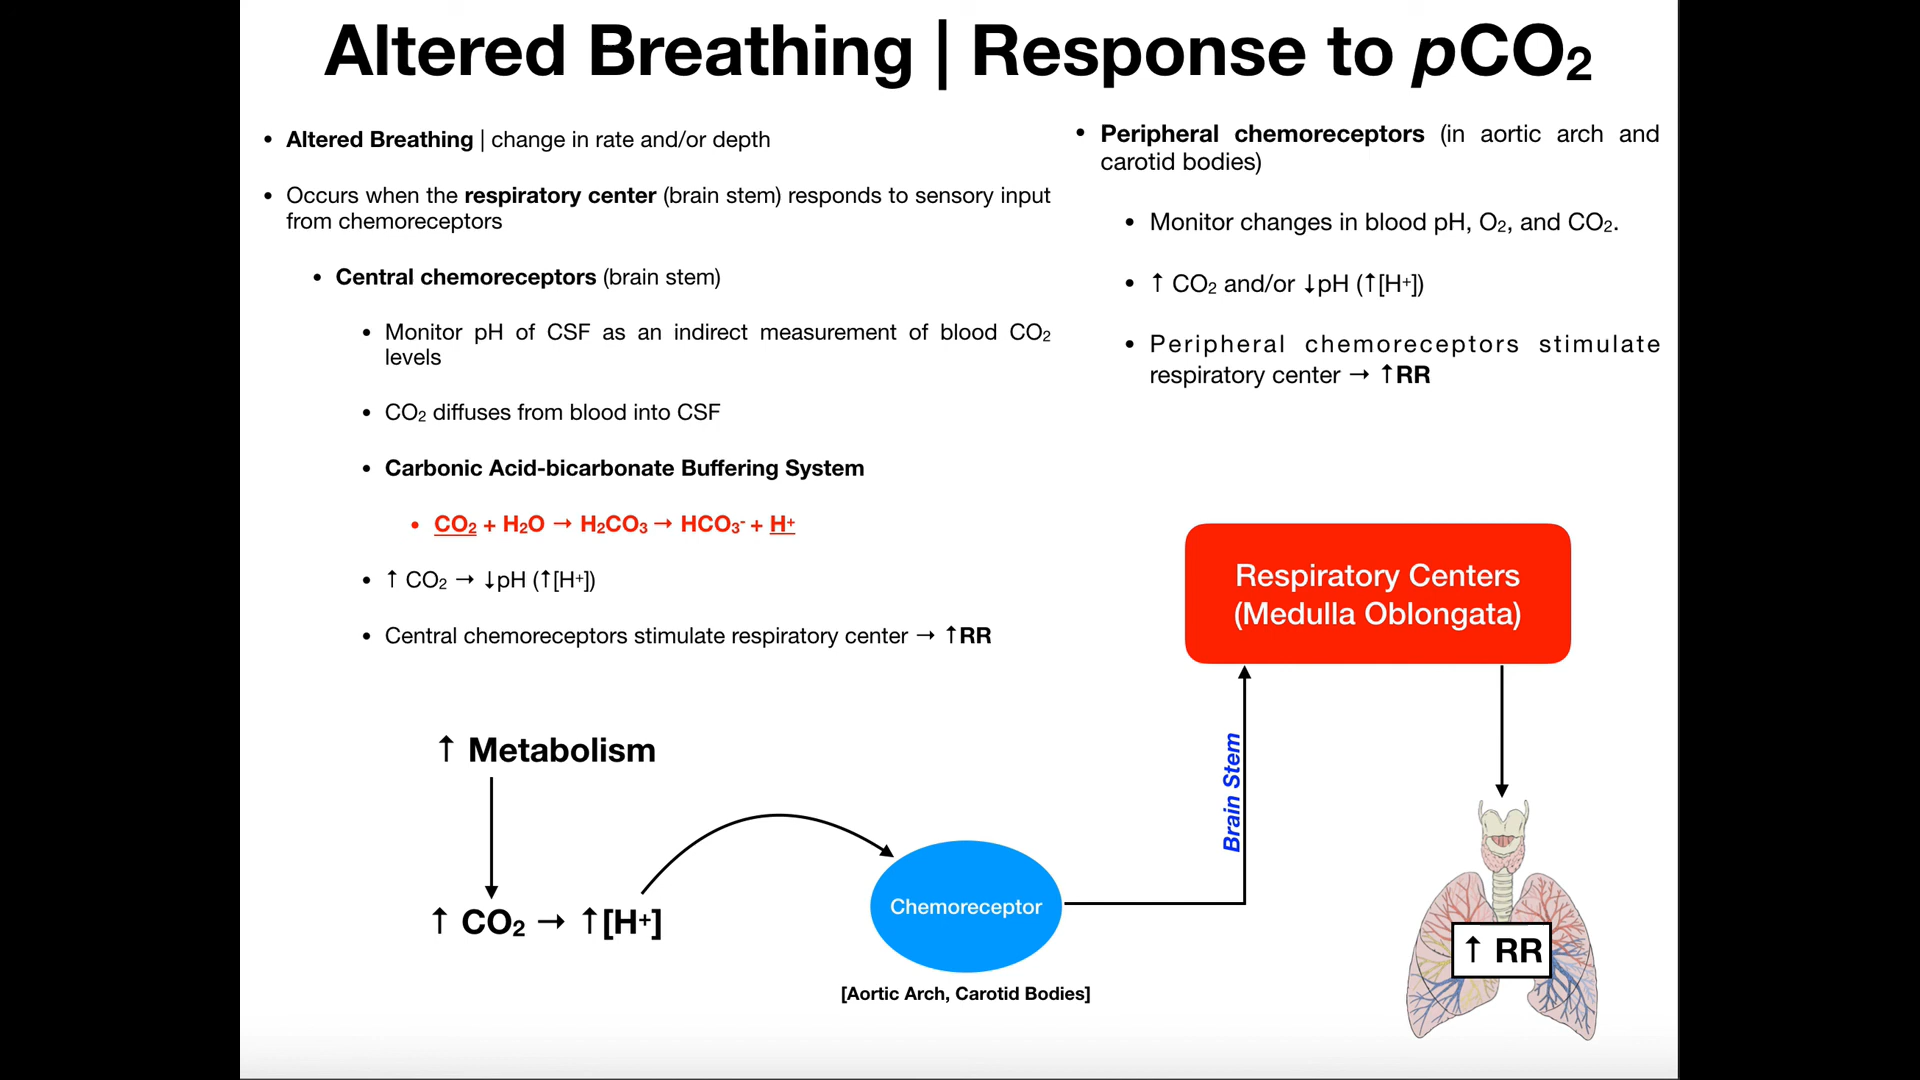 Altered Breathing | Response to pCO₂
• Altered Breathing | change in rate and/or depth
• Occurs when the respiratory center (brain stem) responds to sensory input
from chemoreceptors
• Central chemoreceptors (brain stem)
• Monitor pH of CSF as an indirect measurement of blood CO₂
levels
• CO₂ diffuses from blood into CSF
• Carbonic Acid-bicarbonate Buffering System
• CO₂ + H₂O → H₂CO₃ → HCO₃⁻ + H⁺
• ↑ CO₂ → ↓pH (↑[H⁺])
• Central chemoreceptors stimulate respiratory center → ↑RR
• Peripheral chemoreceptors (in aortic arch and
carotid bodies)
• Monitor changes in blood pH, O₂, and CO₂.
• ↑ CO₂ and/or ↓pH (↑[H⁺])
• Peripheral chemoreceptors stimulate
respiratory center → ↑RR
Respiratory Centers
(Medulla Oblongata)
↑ Metabolism
Brain Stem
↑ CO₂ → ↑[H⁺]
Chemoreceptor
↑ RR
[Aortic Arch, Carotid Bodies]